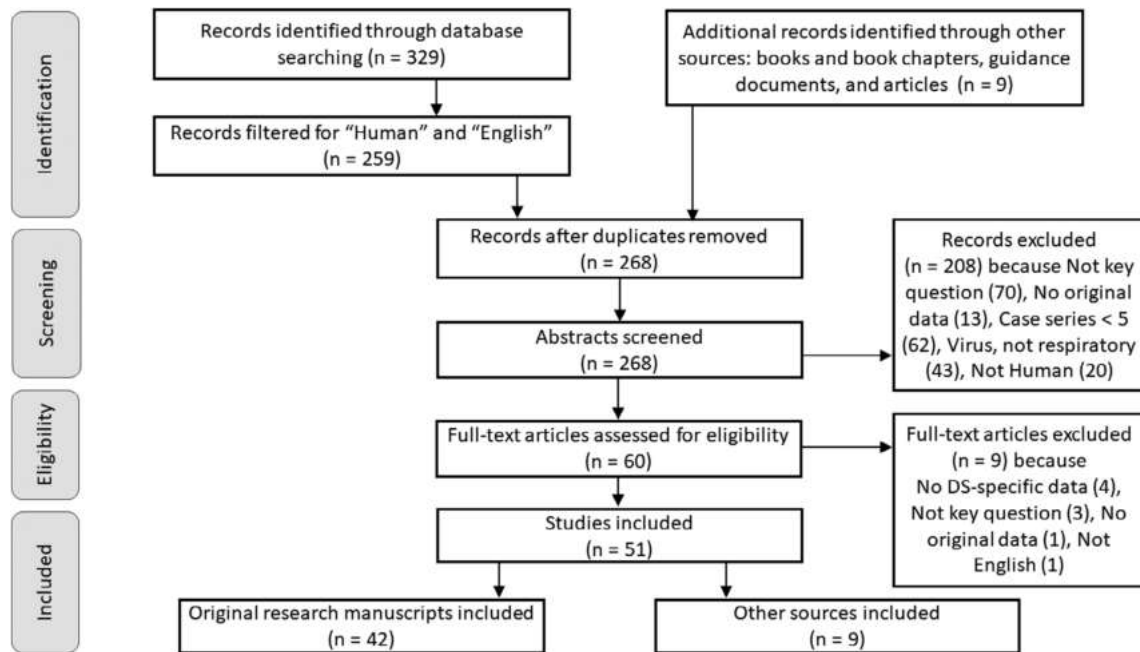 Identification
Records identified through database
searching (n = 329)
Additional records identified through other
sources: books and book chapters, guidance
documents, and articles (n = 9)
Records filtered for “Human” and “English”
(n = 259)
Screening
Records after duplicates removed
(n = 268)
Records excluded
(n = 208) because Not key
question (70), No original
data (13), Case series < 5
(62), Virus, not respiratory
(43), Not Human (20)
Abstracts screened
(n = 268)
Eligibility
Full-text articles assessed for eligibility
(n = 60)
Full-text articles excluded
(n = 9) because
No DS-specific data (4),
Not key question (3), No
original data (1), Not
English (1)
Included
Studies included
(n = 51)
Original research manuscripts included
(n = 42)
Other sources included
(n = 9)